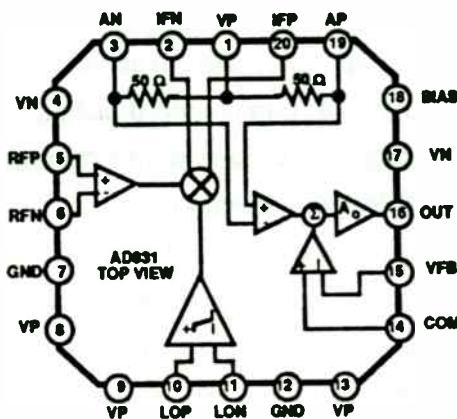 AN IFN VP IFP AP
3 2 1 20 19
50 Ω 50 Ω
VN 4
18 BIAS
17 VN
RFP 5
+
-
RFN 6
+
-
Σ
A₀
16 OUT
GND 7
AD831
TOP VIEW
15 VFB
+ -
VP 8
+ -
14 COM
9 10 11 12 13
VP LOP LON GND VP